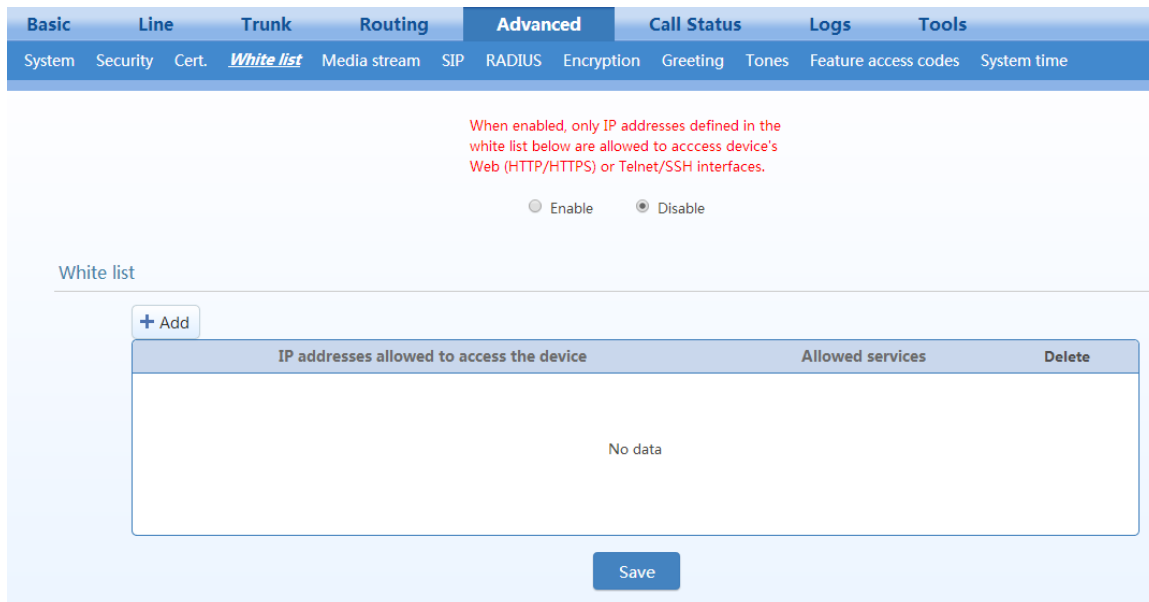 Basic Line Trunk Routing Advanced Call Status Logs Tools
System Security Cert. White list Media stream SIP RADIUS Encryption Greeting Tones Feature access codes System time
When enabled, only IP addresses defined in the
white list below are allowed to acccess device's
Web (HTTP/HTTPS) or Telnet/SSH interfaces.
Enable Disable
White list
+ Add
IP addresses allowed to access the device Allowed services Delete
No data
Save